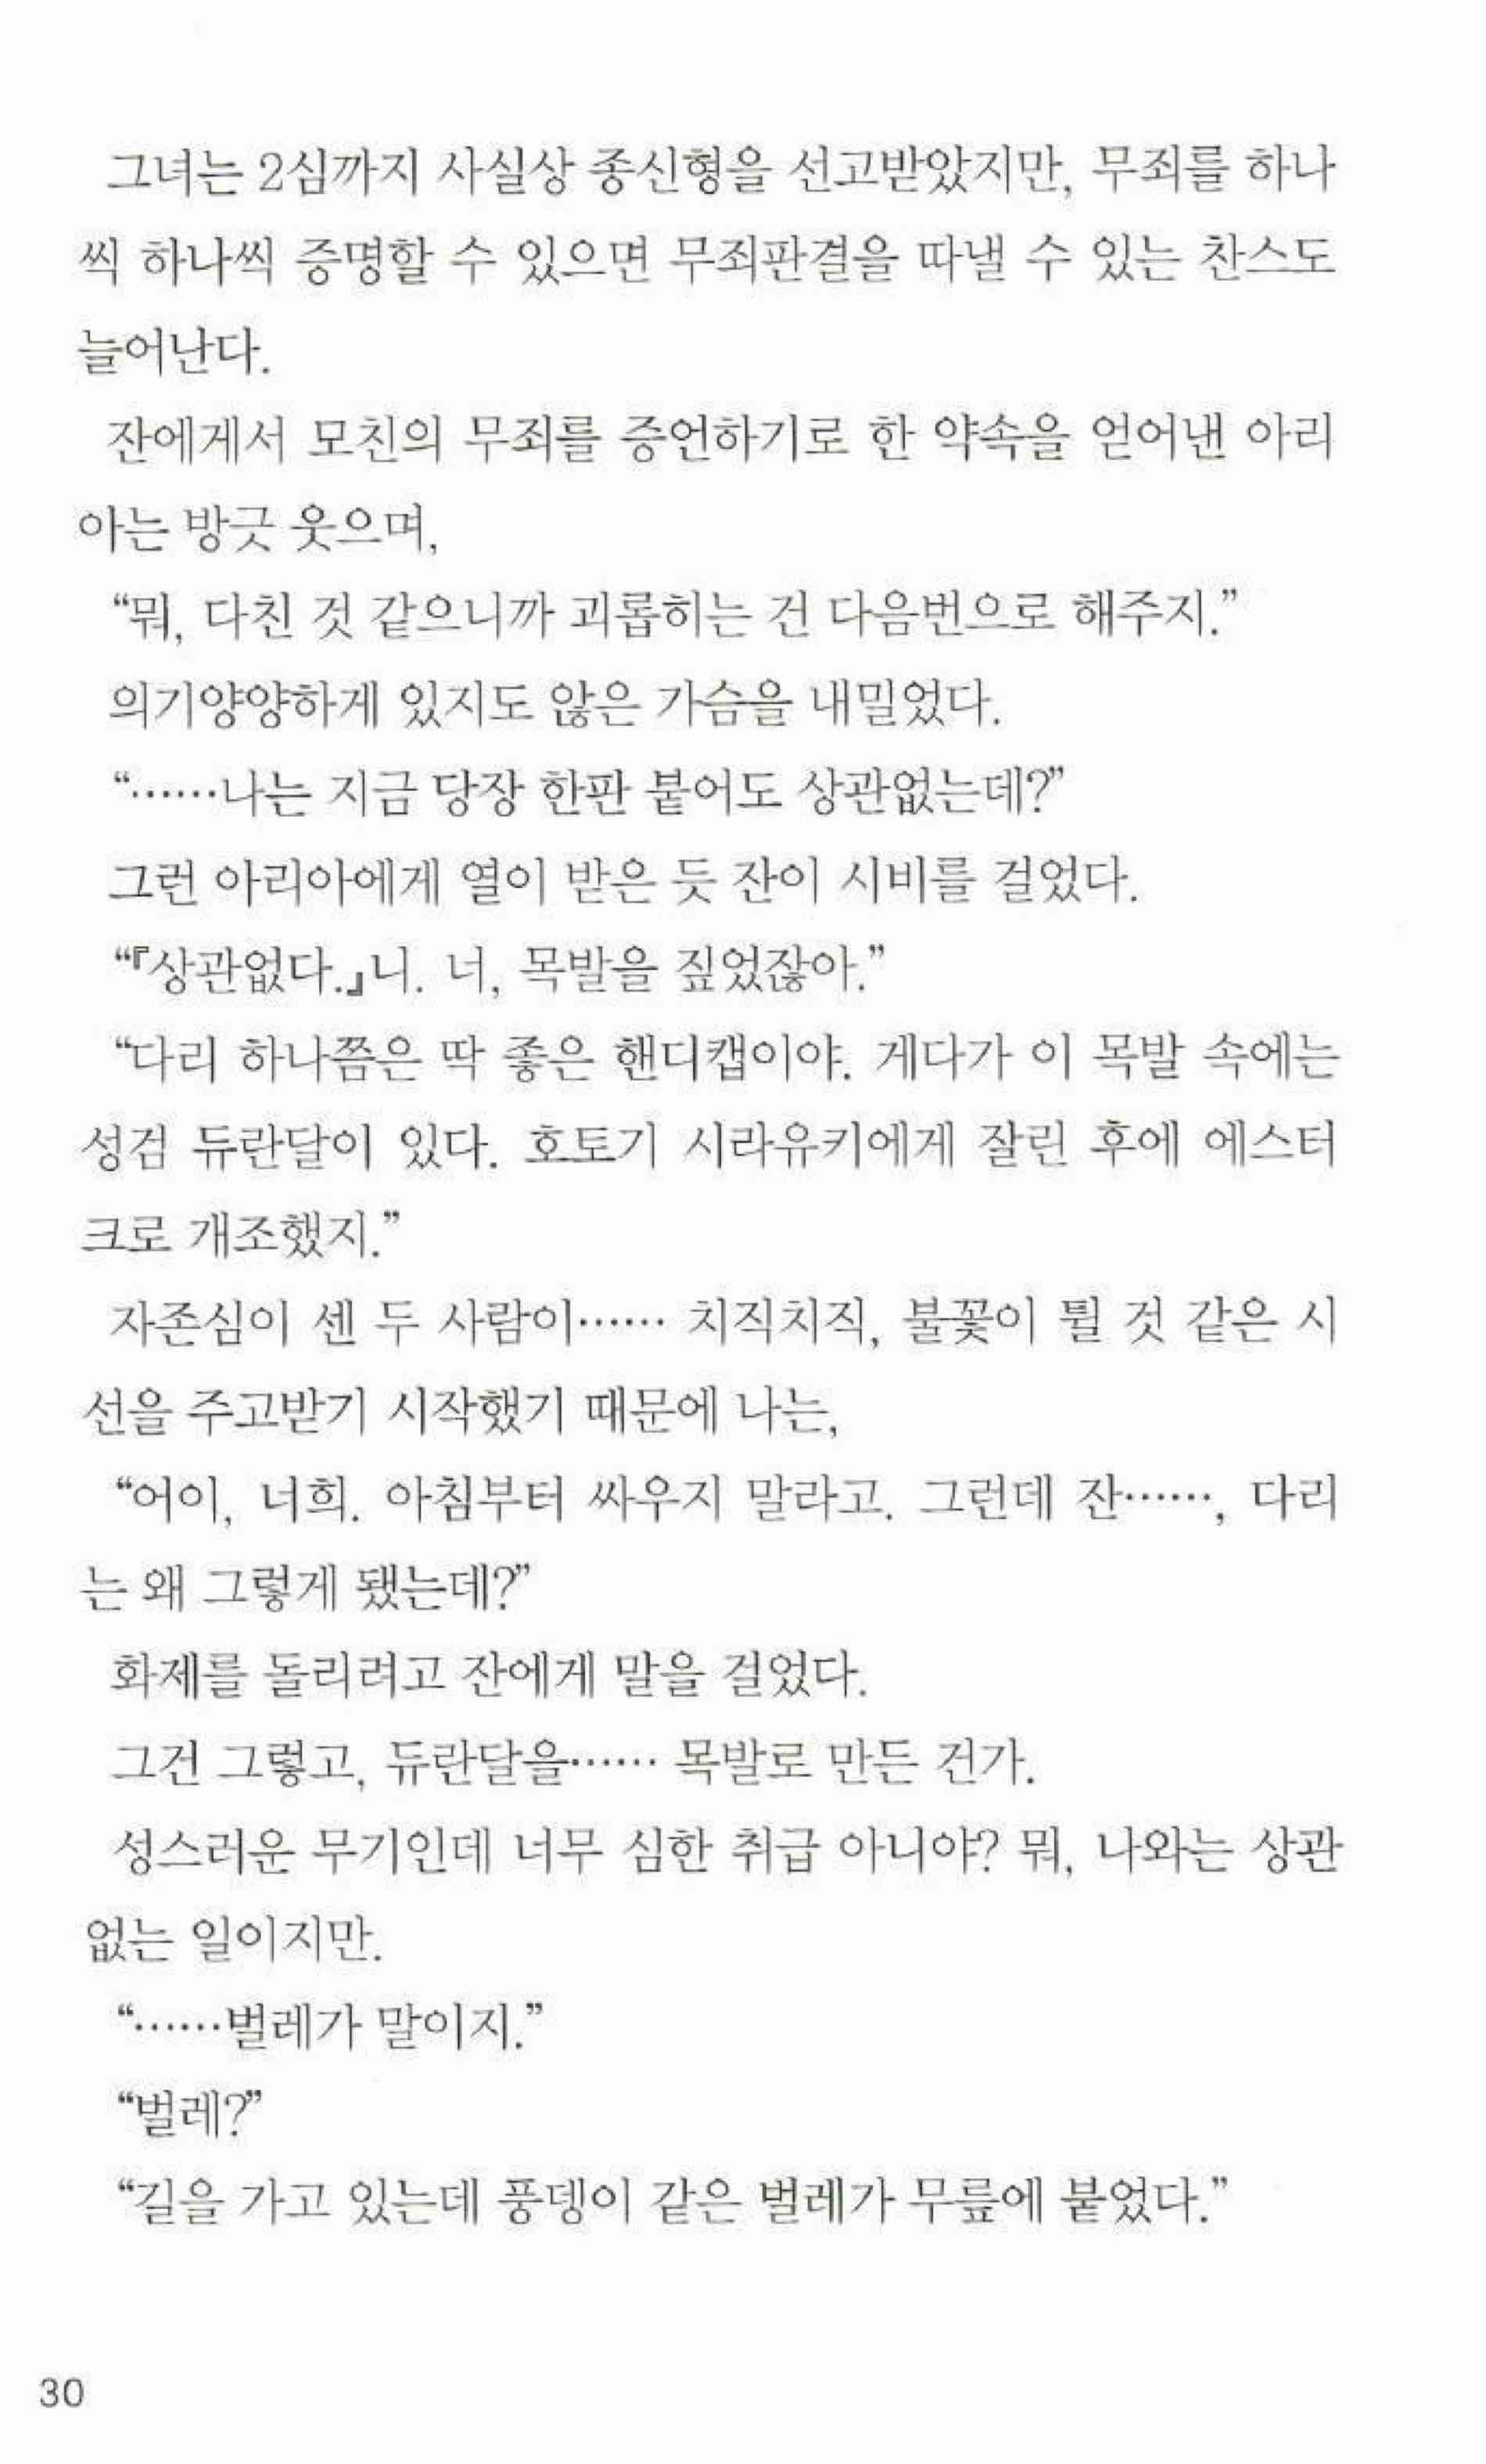 그녀는 2심까지 사실상 종신형을 선고받았지만, 무죄를 하나
씩 하나씩 증명할 수 있으면 무죄판결을 따낼 수 있는 찬스도
늘어난다.
잔에게서 모친의 무죄를 증언하기로 한 약속을 얻어낸 아리
아는 방긋 웃으며,
“뭐, 다친 것 같으니까 괴롭히는 건 다음번으로 해주지.”
의기양양하게 있지도 않은 가슴을 내밀었다.
“……나는 지금 당장 한판 붙어도 상관없는데?”
그런 아리아에게 열이 받은 듯 잔이 시비를 걸었다.
“『상관없다.』니. 너, 목발을 짚었잖아.”
“다리 하나쯤은 딱 좋은 핸디캡이야. 게다가 이 목발 속에는
성검 듀란달이 있다. 호토기 시라유키에게 잘린 후에 에스터
크로 개조했지.”
자존심이 센 두 사람이…… 치직치직, 불꽃이 튈 것 같은 시
선을 주고받기 시작했기 때문에 나는,
“어이, 너희. 아침부터 싸우지 말라고. 그런데 잔……, 다리
는 왜 그렇게 됐는데?”
화제를 돌리려고 잔에게 말을 걸었다.
그건 그렇고, 듀란달을…… 목발로 만든 건가.
성스러운 무기인데 너무 심한 취급 아니야? 뭐, 나와는 상관
없는 일이지만.
“……벌레가 말이지.”
“벌레?”
“길을 가고 있는데 풍뎅이 같은 벌레가 무릎에 붙었다.”
30